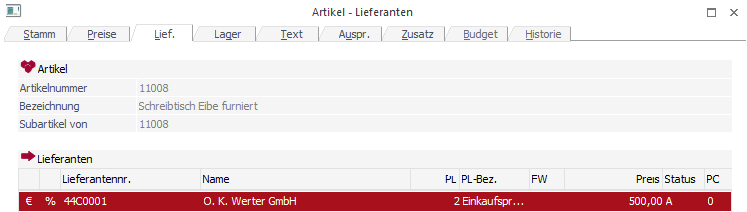 Artikel - Lieferanten
Stamm Preise Lief. Lager Text Auspr. Zusatz Budget Historie
Artikel
Artikelnummer 11008
Bezeichnung Schreibtisch Eibe furniert
Subartikel von 11008
Lieferanten
Lieferantennr. Name PL PL-Bez. FW Preis Status PC
€ % 44C0001 O. K. Werter GmbH 2 Einkaufspr... 500,00 A 0